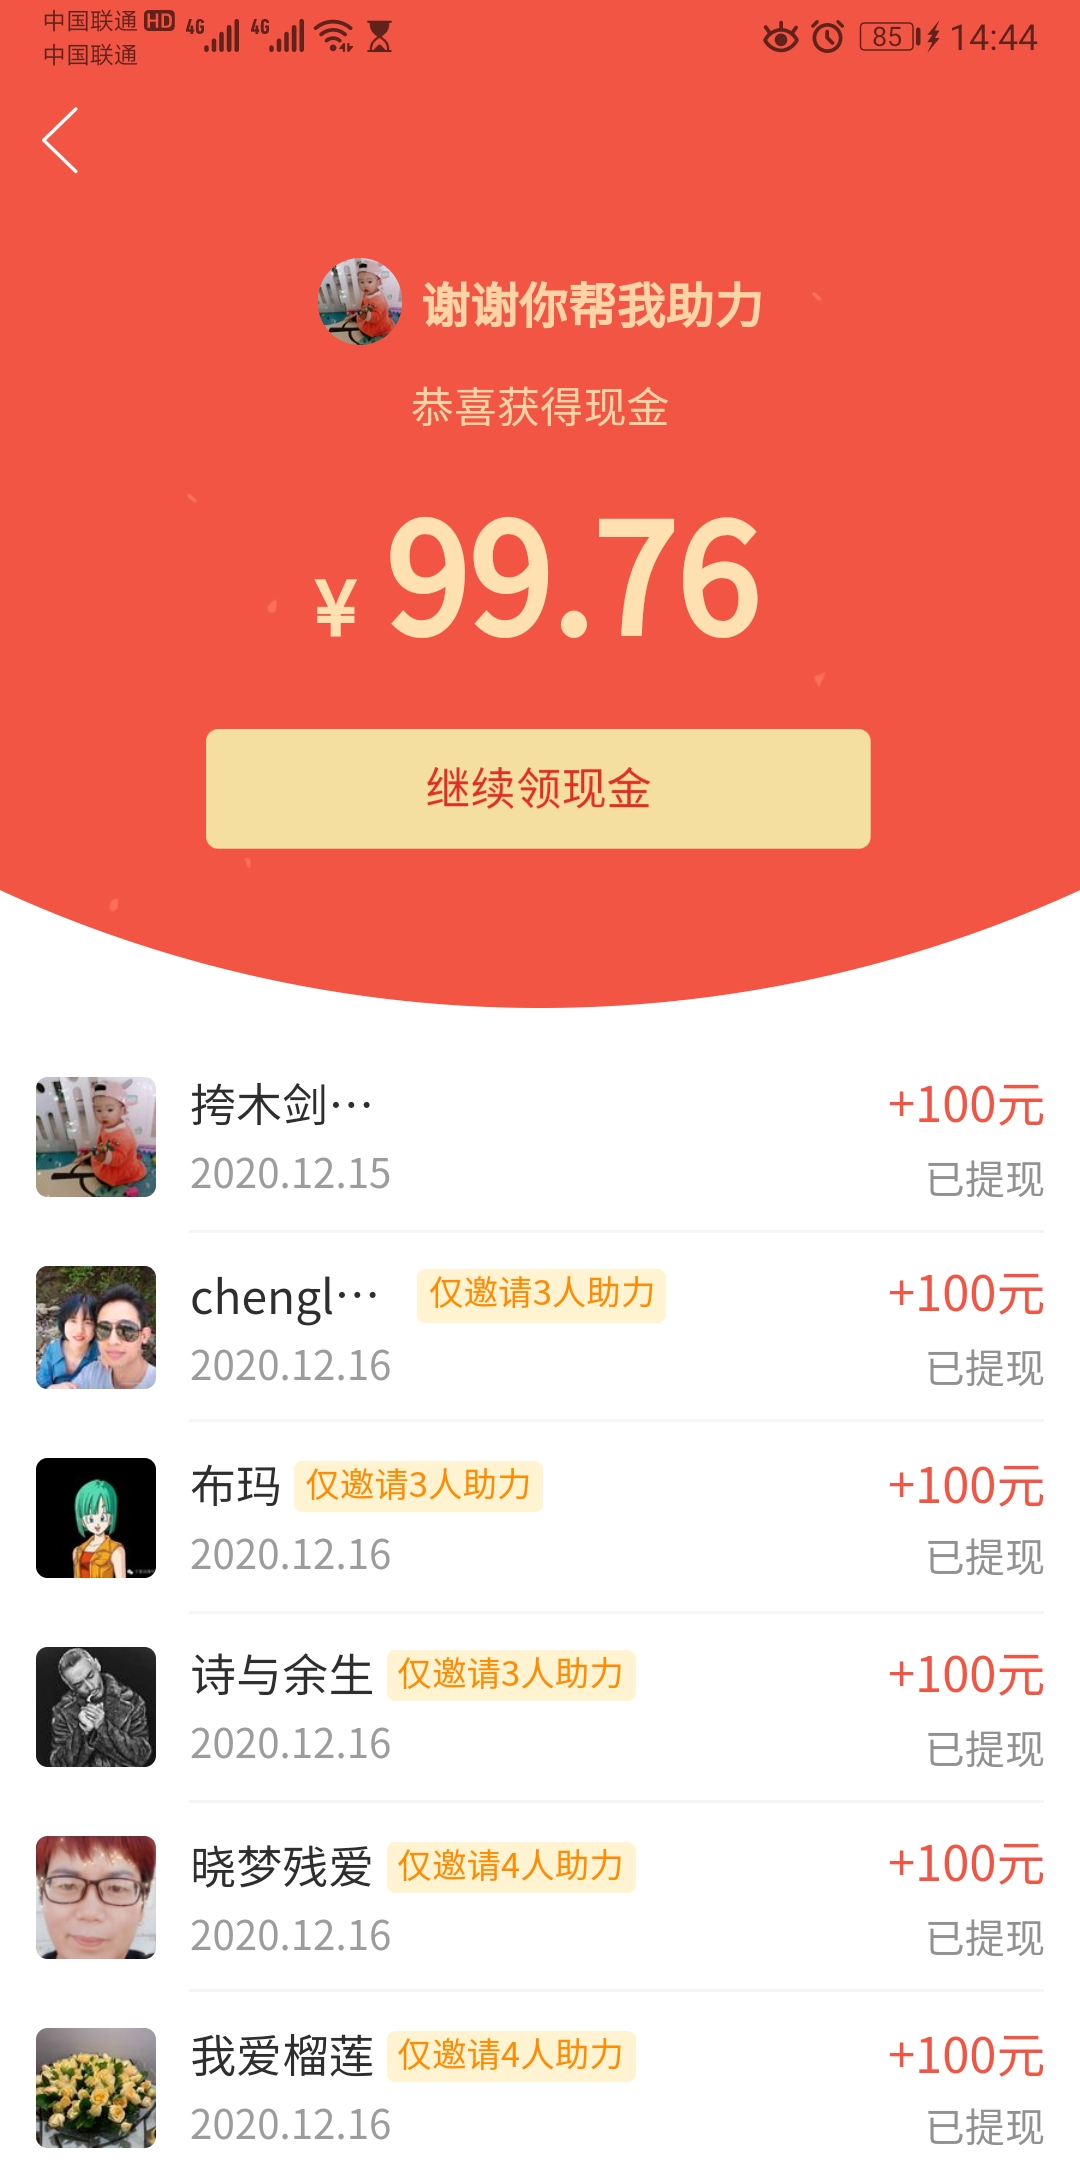 中国联通 HD 4G 4G 85 14:44
中国联通
谢谢你帮我助力
恭喜获得现金
¥ 99.76
继续领现金
挎木剑… +100元
2020.12.15 已提现
chengl… 仅邀请3人助力 +100元
2020.12.16 已提现
布玛 仅邀请3人助力 +100元
2020.12.16 已提现
诗与余生 仅邀请3人助力 +100元
2020.12.16 已提现
晓梦残爱 仅邀请4人助力 +100元
2020.12.16 已提现
我爱榴莲 仅邀请4人助力 +100元
2020.12.16 已提现